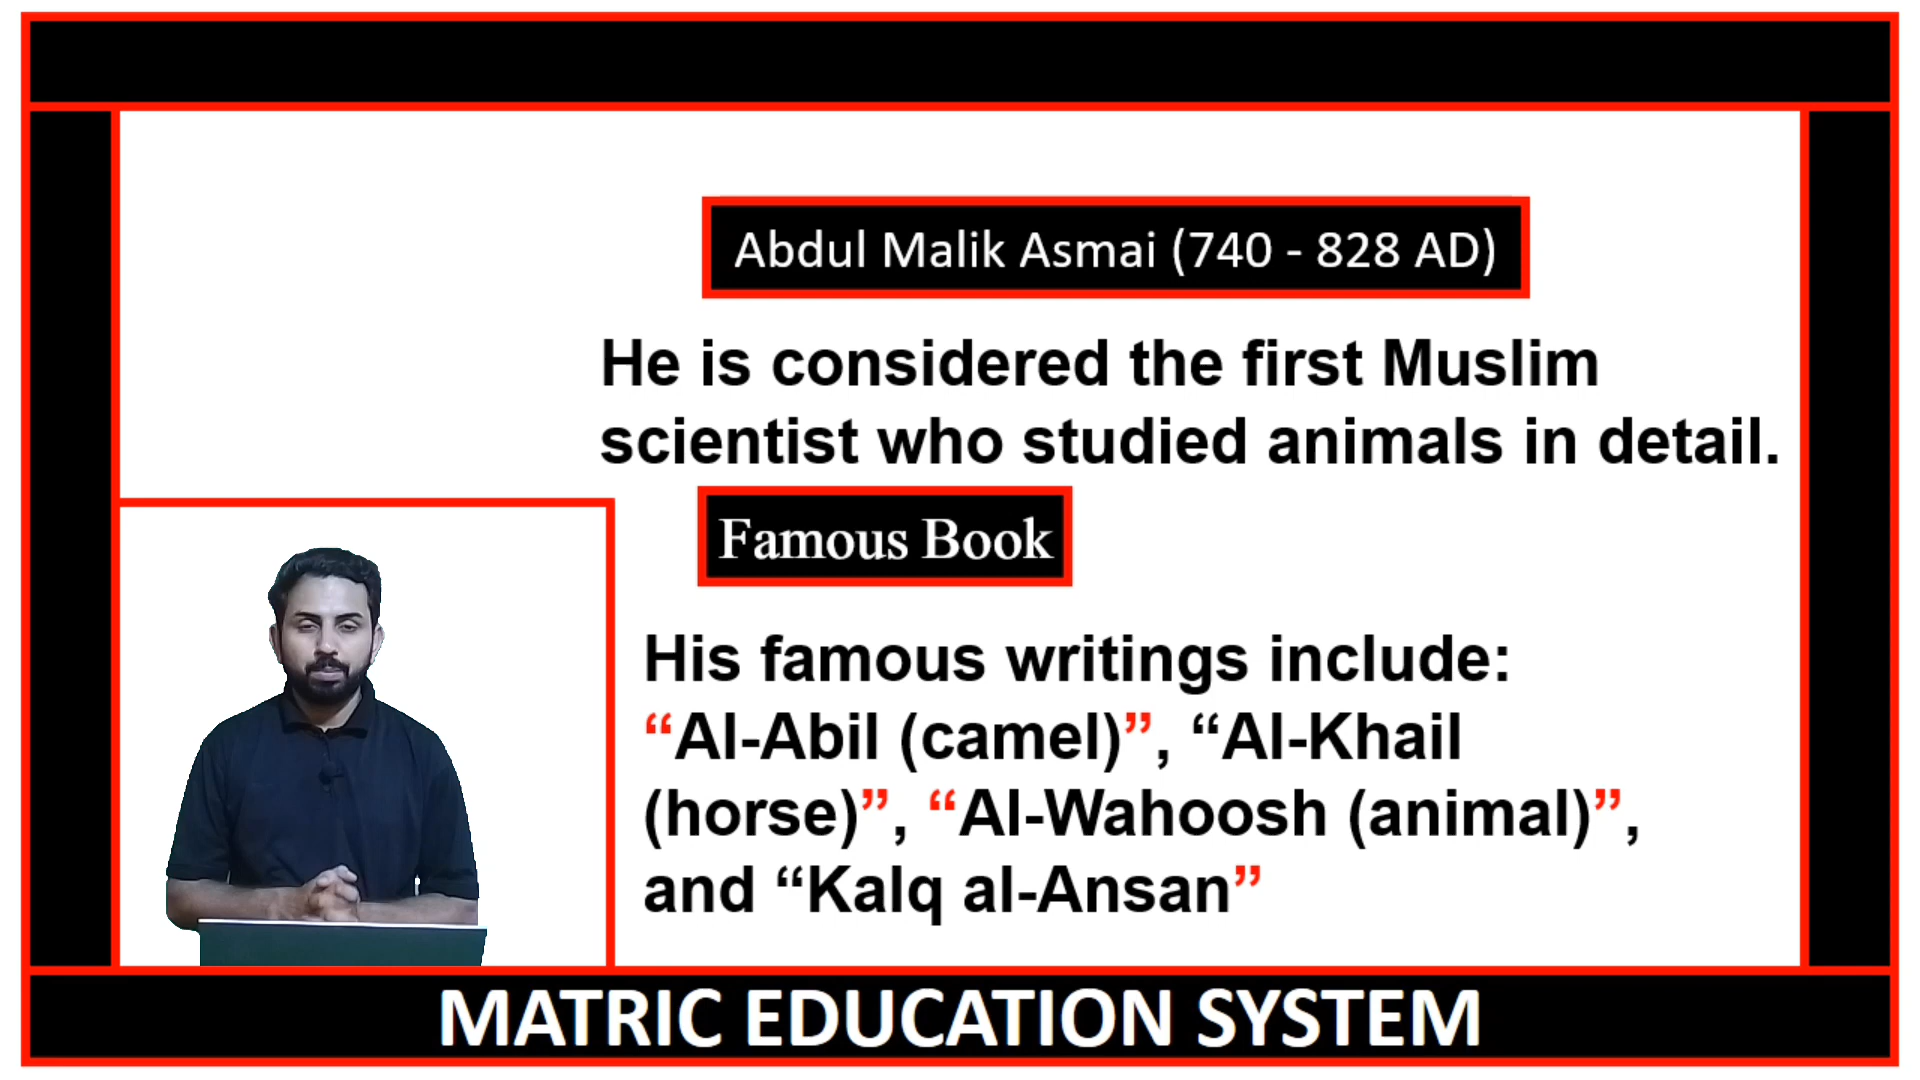 Abdul Malik Asmai (740 - 828 AD)
He is considered the first Muslim
scientist who studied animals in detail.
Famous Book
His famous writings include:
“Al-Abil (camel)”, “Al-Khail
(horse)”, “Al-Wahoosh (animal)”,
and “Kalq al-Ansan”
MATRIC EDUCATION SYSTEM